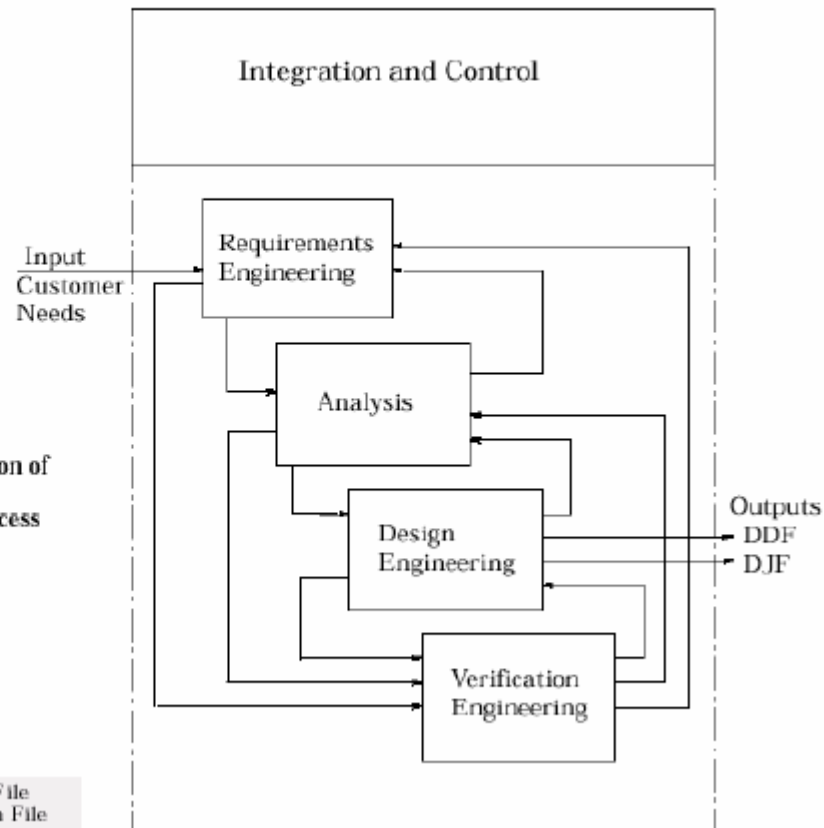 Integration and Control
Requirements
Engineering
Input
Customer
Needs
Analysis
on of
cess
Design
Engineering
Outputs
DDF
DJF
Verification
Engineering
File
File